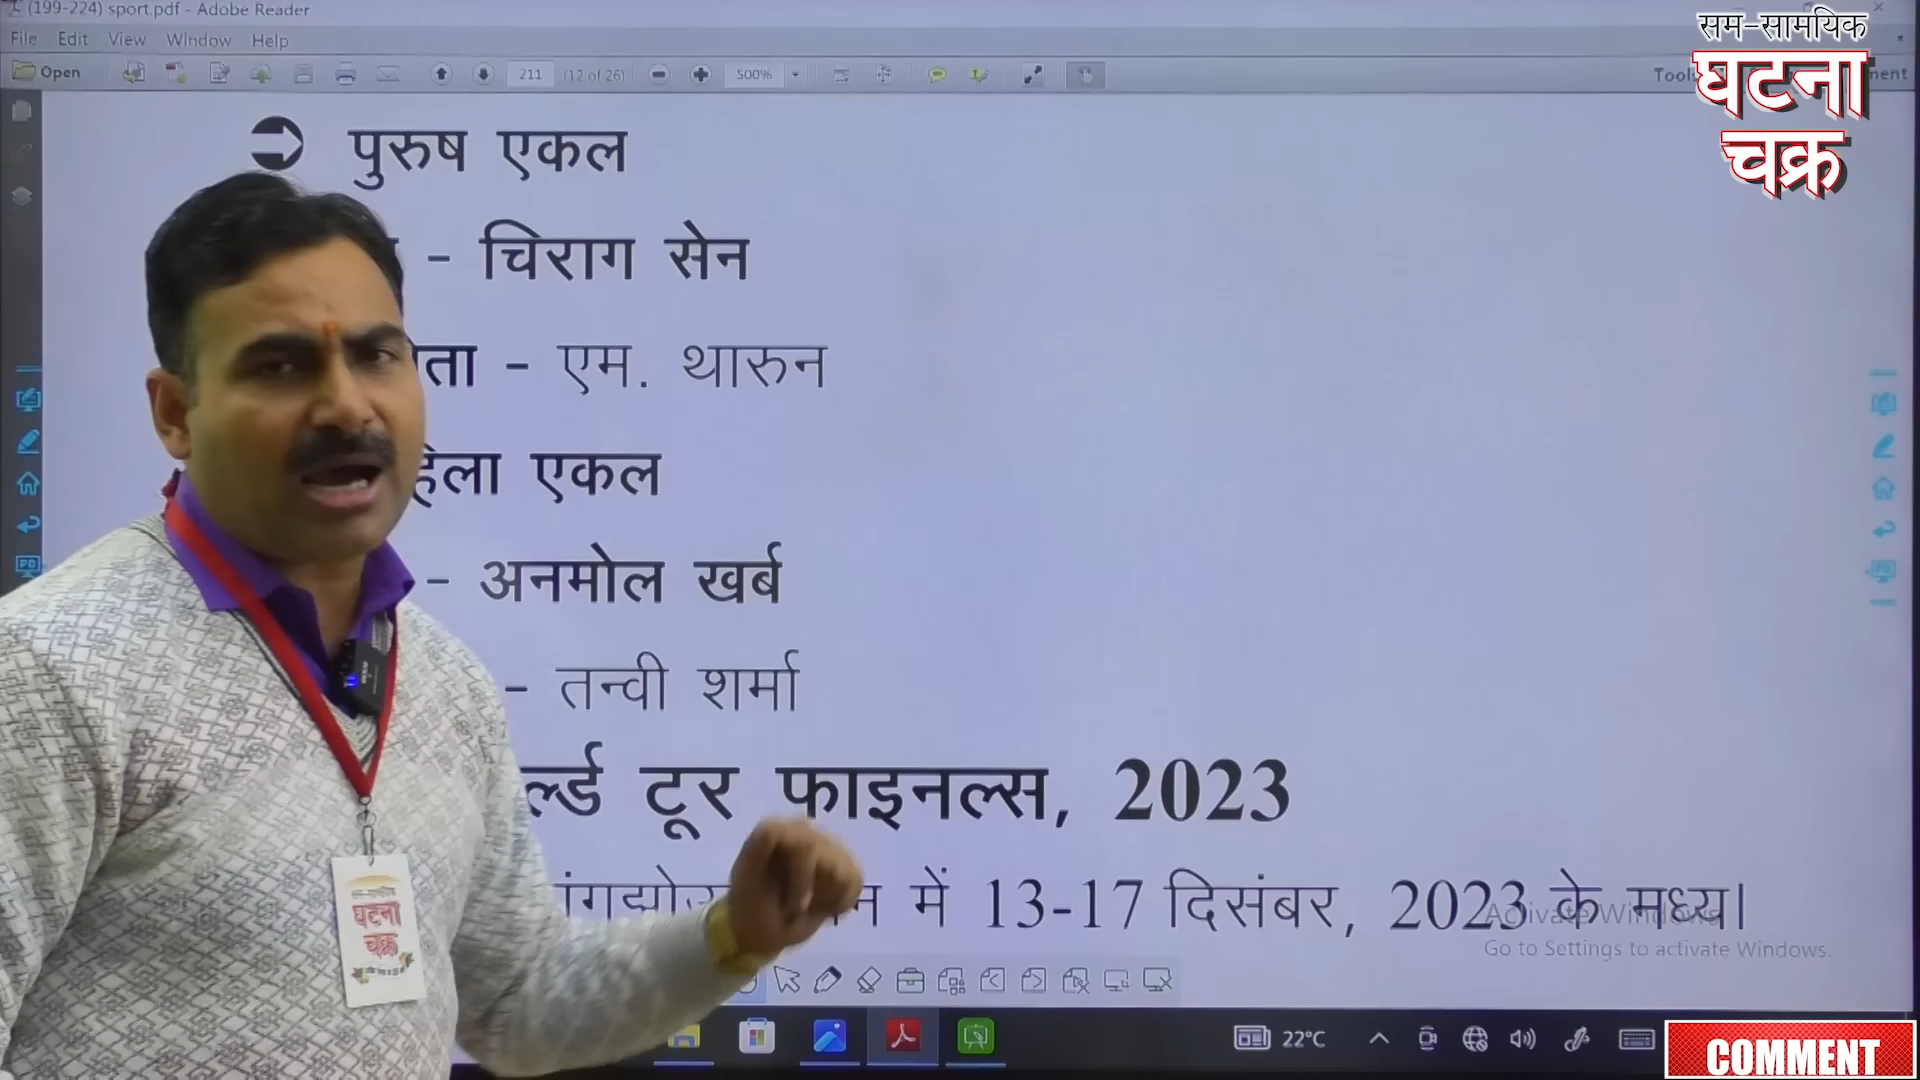 (199-224) sport.pdf - Adobe Reader
File Edit View Window Help
Open 211 (12 of 26) 500%
सम-सामयिक
घटना
चक्र
पुरुष एकल
- चिराग सेन
- एम. थारुन
एकल
- अनमोल खर्ब
- तन्वी शर्मा
टूर फाइनल्स, 2023
में 13-17 दिसंबर, 2023 के मध्य।
Activate Windows
Go to Settings to activate Windows.
घटना
चक्र
22°C
COMMENT